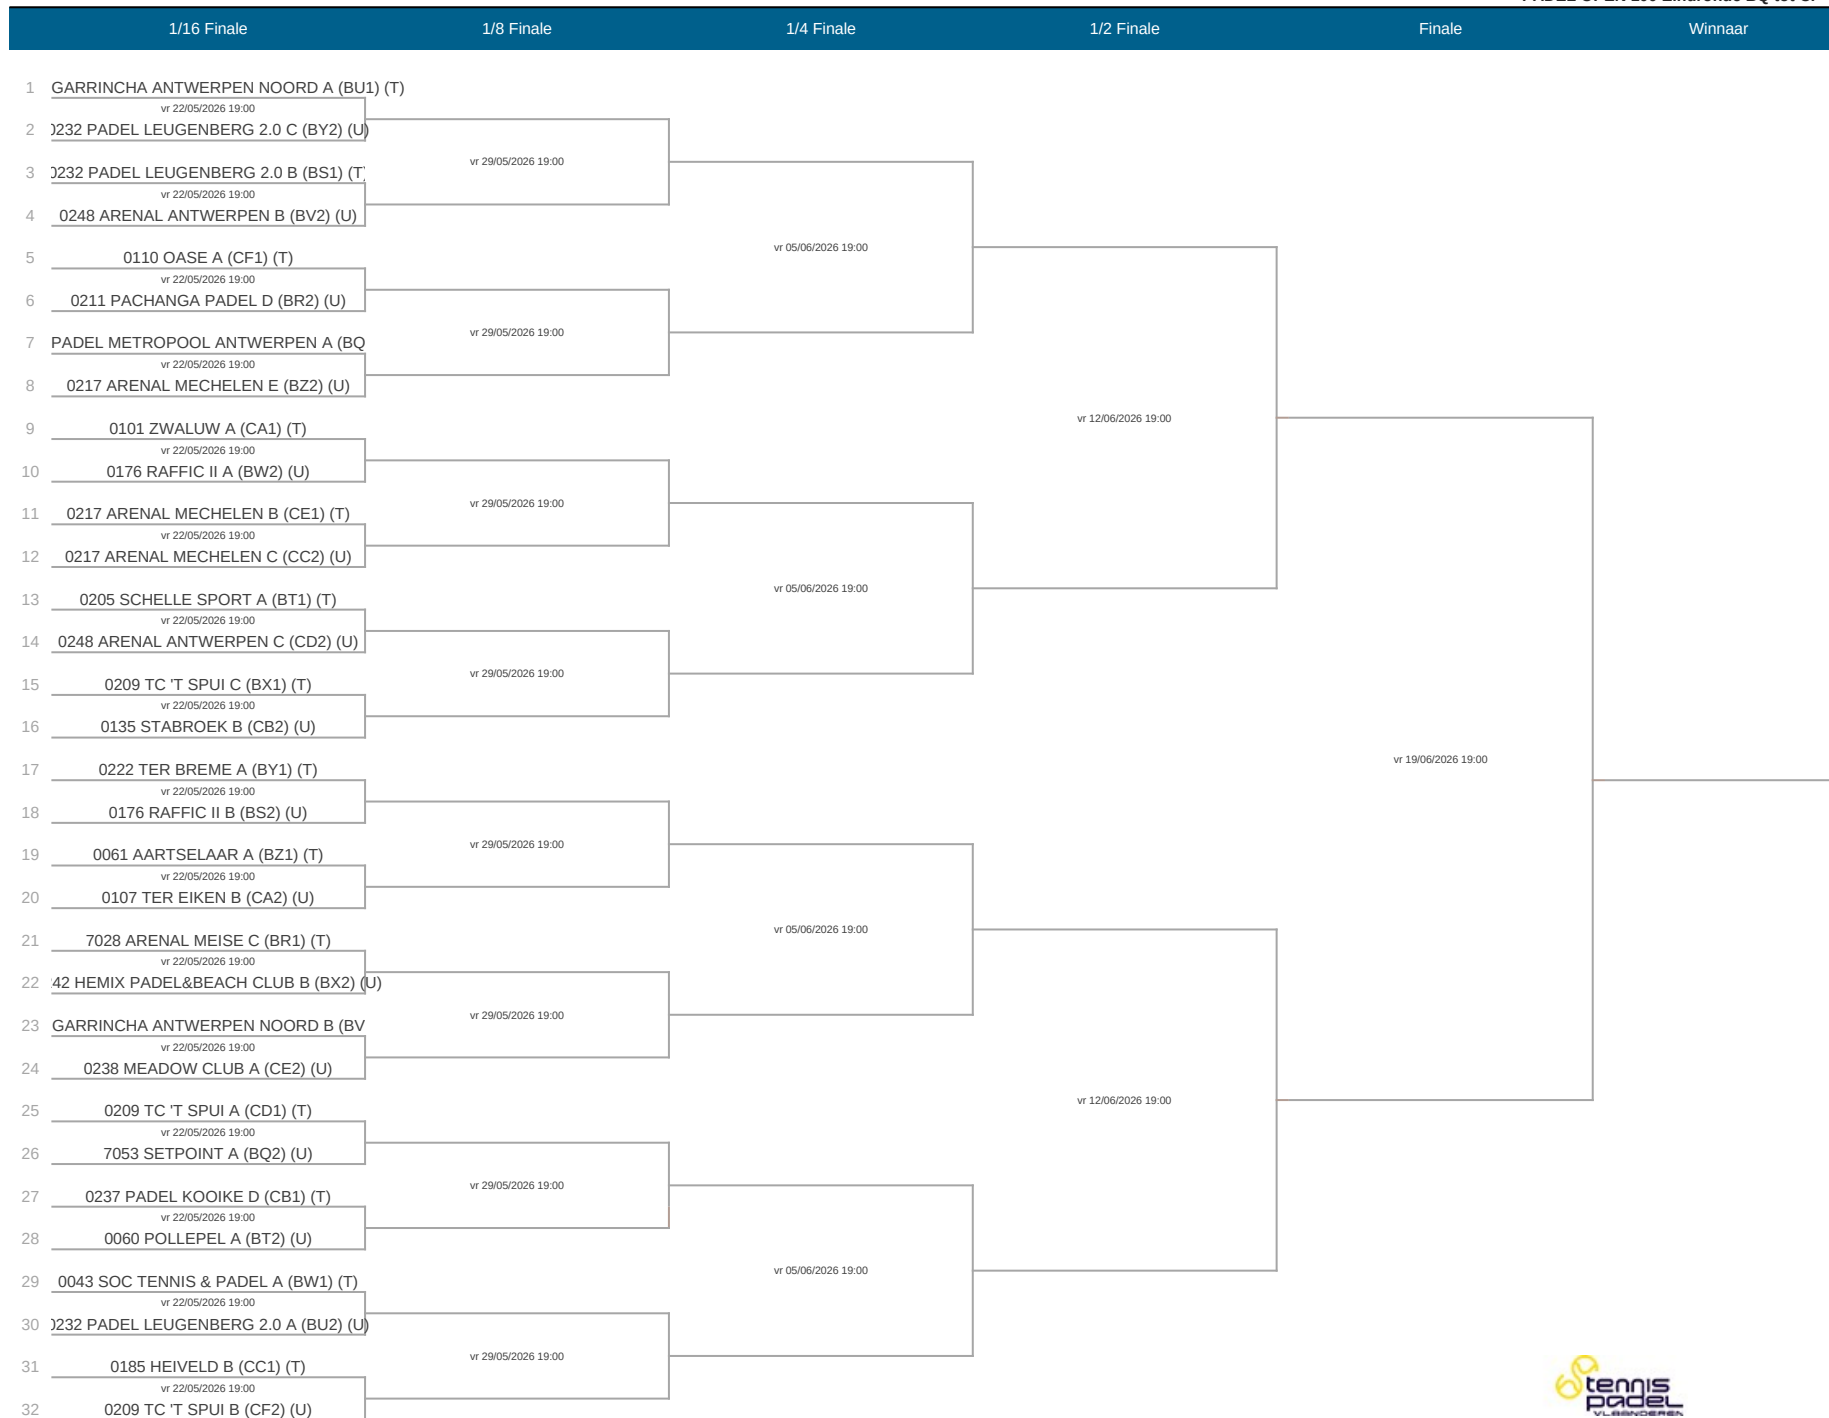 1/16 Finale 1/8 Finale 1/4 Finale 1/2 Finale Finale Winnaar
1 GARRINCHA ANTWERPEN NOORD A (BU1) (T)
vr 22/05/2026 19:00
2 0232 PADEL LEUGENBERG 2.0 C (BY2) (U)
vr 29/05/2026 19:00
3 0232 PADEL LEUGENBERG 2.0 B (BS1) (T)
vr 22/05/2026 19:00
4 0248 ARENAL ANTWERPEN B (BV2) (U)
vr 05/06/2026 19:00
5 0110 OASE A (CF1) (T)
vr 22/05/2026 19:00
6 0211 PACHANGA PADEL D (BR2) (U)
vr 29/05/2026 19:00
7 PADEL METROPOOL ANTWERPEN A (BQ
vr 22/05/2026 19:00
8 0217 ARENAL MECHELEN E (BZ2) (U)
vr 12/06/2026 19:00
9 0101 ZWALUW A (CA1) (T)
vr 22/05/2026 19:00
10 0176 RAFFIC II A (BW2) (U)
vr 29/05/2026 19:00
11 0217 ARENAL MECHELEN B (CE1) (T)
vr 22/05/2026 19:00
12 0217 ARENAL MECHELEN C (CC2) (U)
vr 05/06/2026 19:00
13 0205 SCHELLE SPORT A (BT1) (T)
vr 22/05/2026 19:00
14 0248 ARENAL ANTWERPEN C (CD2) (U)
vr 29/05/2026 19:00
15 0209 TC 'T SPUI C (BX1) (T)
vr 22/05/2026 19:00
16 0135 STABROEK B (CB2) (U)
vr 19/06/2026 19:00
17 0222 TER BREME A (BY1) (T)
vr 22/05/2026 19:00
18 0176 RAFFIC II B (BS2) (U)
vr 29/05/2026 19:00
19 0061 AARTSELAAR A (BZ1) (T)
vr 22/05/2026 19:00
20 0107 TER EIKEN B (CA2) (U)
vr 05/06/2026 19:00
21 7028 ARENAL MEISE C (BR1) (T)
vr 22/05/2026 19:00
22 42 HEMIX PADEL&BEACH CLUB B (BX2) (U)
vr 29/05/2026 19:00
23 GARRINCHA ANTWERPEN NOORD B (BV
vr 22/05/2026 19:00
24 0238 MEADOW CLUB A (CE2) (U)
vr 12/06/2026 19:00
25 0209 TC 'T SPUI A (CD1) (T)
vr 22/05/2026 19:00
26 7053 SETPOINT A (BQ2) (U)
vr 29/05/2026 19:00
27 0237 PADEL KOOIKE D (CB1) (T)
vr 22/05/2026 19:00
28 0060 POLLEPEL A (BT2) (U)
vr 05/06/2026 19:00
29 0043 SOC TENNIS & PADEL A (BW1) (T)
vr 22/05/2026 19:00
30 0232 PADEL LEUGENBERG 2.0 A (BU2) (U)
vr 29/05/2026 19:00
31 0185 HEIVELD B (CC1) (T)
vr 22/05/2026 19:00
32 0209 TC 'T SPUI B (CF2) (U)
tennis
padel
VLAANDEREN